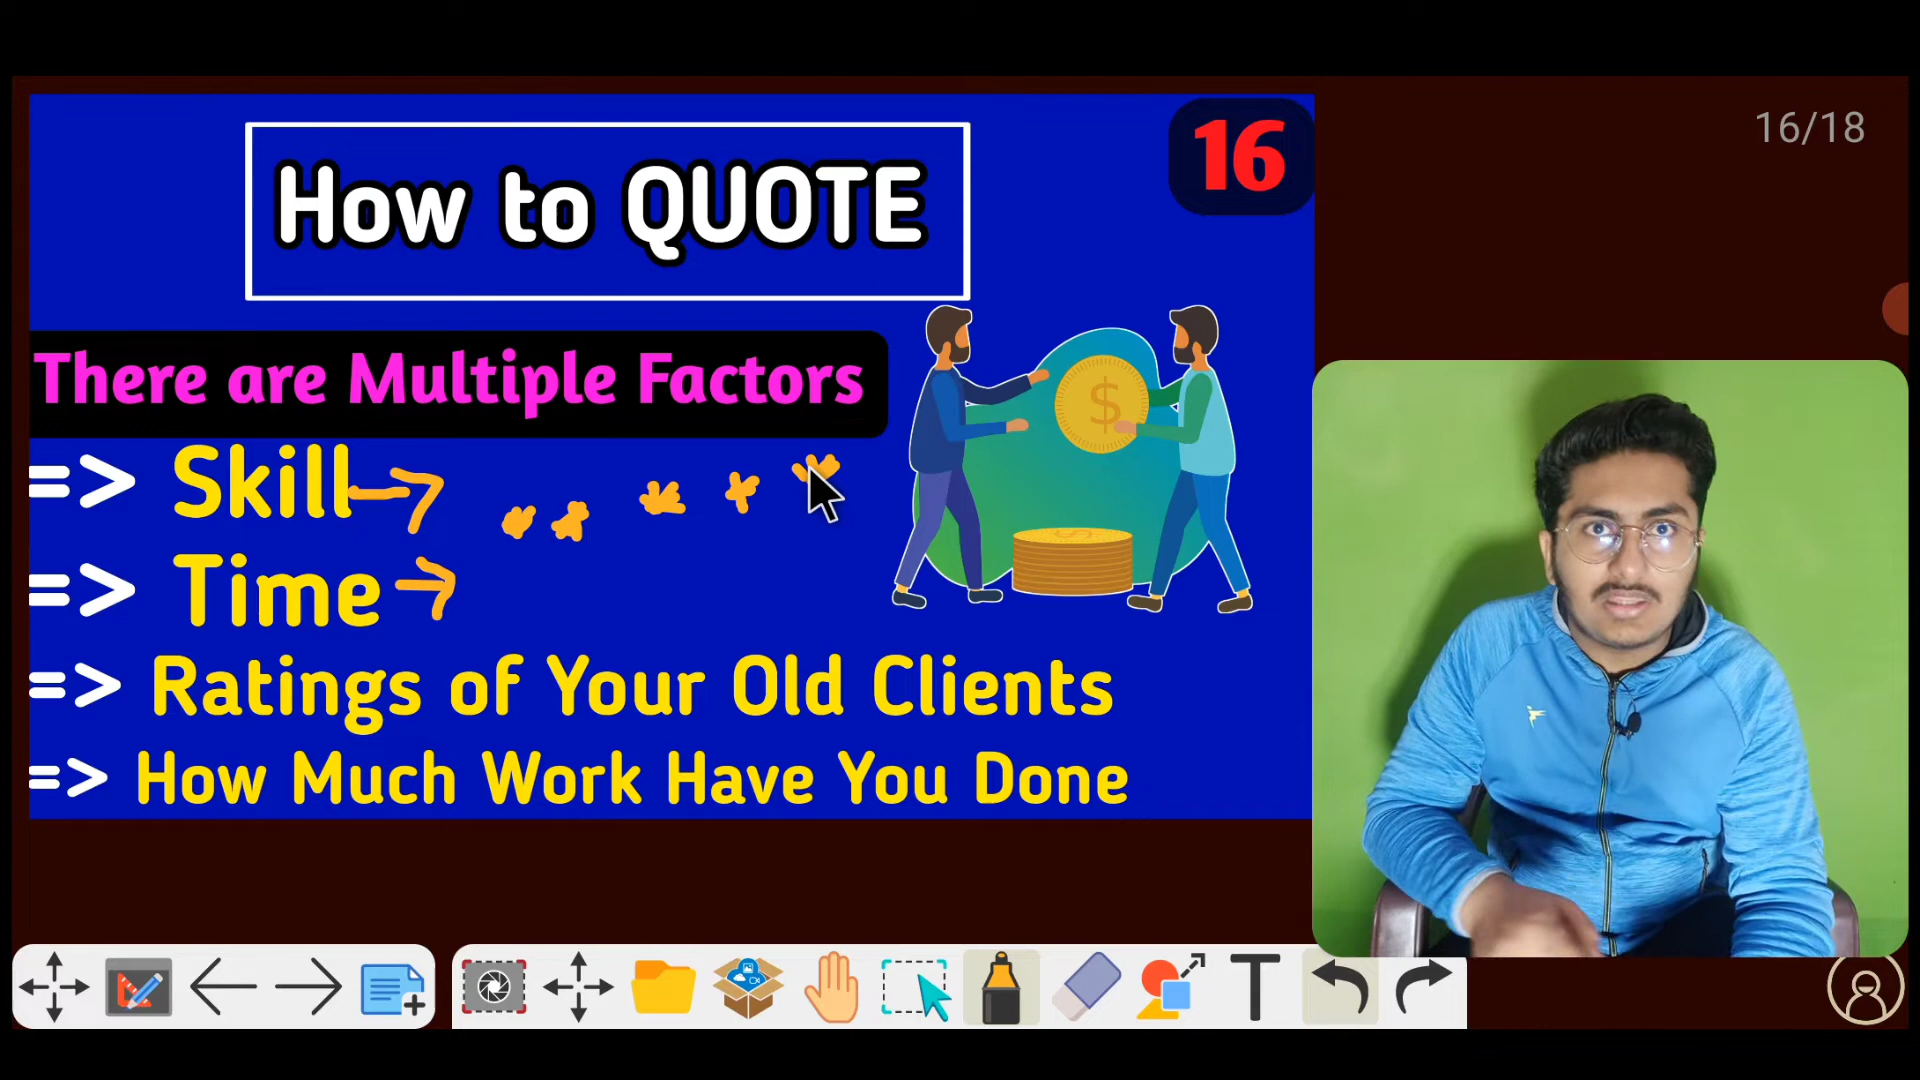 16
16/18
How to QUOTE
There are Multiple Factors
=> Skill
=> Time
=> Ratings of Your Old Clients
=> How Much Work Have You Done